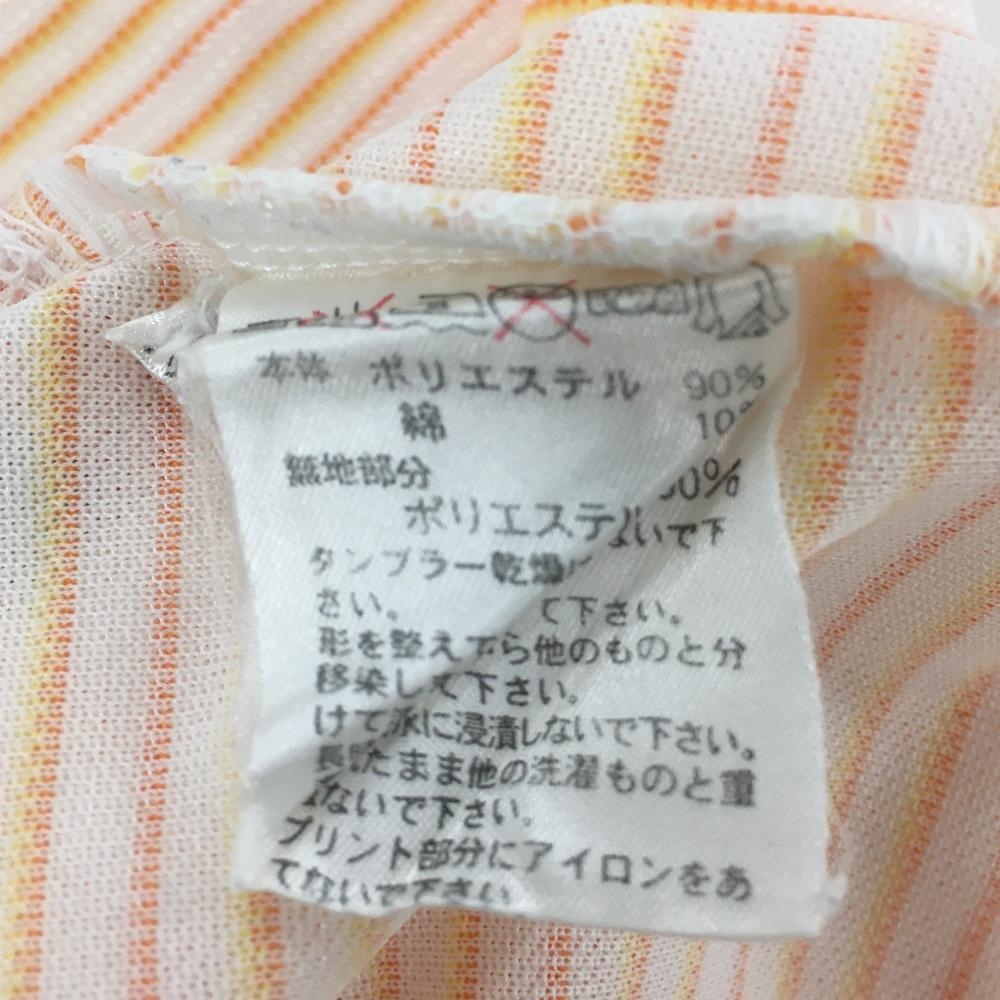 本体 ポリエステル 90%
綿 10%
無地部分
ポリエステル 00%
タンブラー乾燥 ないで下
さい。
形を整えて 下さい。
移染し ら他のものと分
けて 下さい。
水に浸漬しないで下さい。
たまま他の洗濯ものと重
ないで下さい。
プリント部分にアイロンをあ
てないで下さい